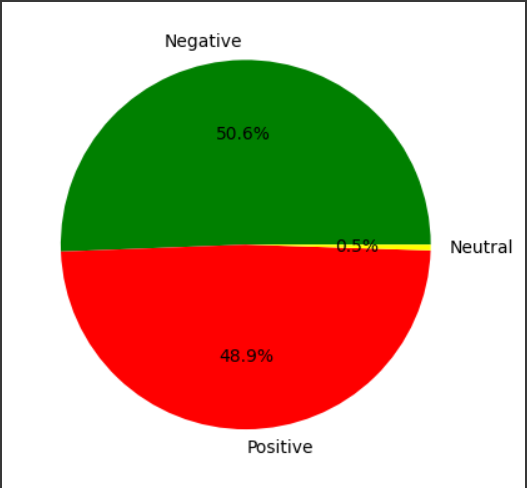 Negative
50.6%
0.5%
Neutral
48.9%
Positive